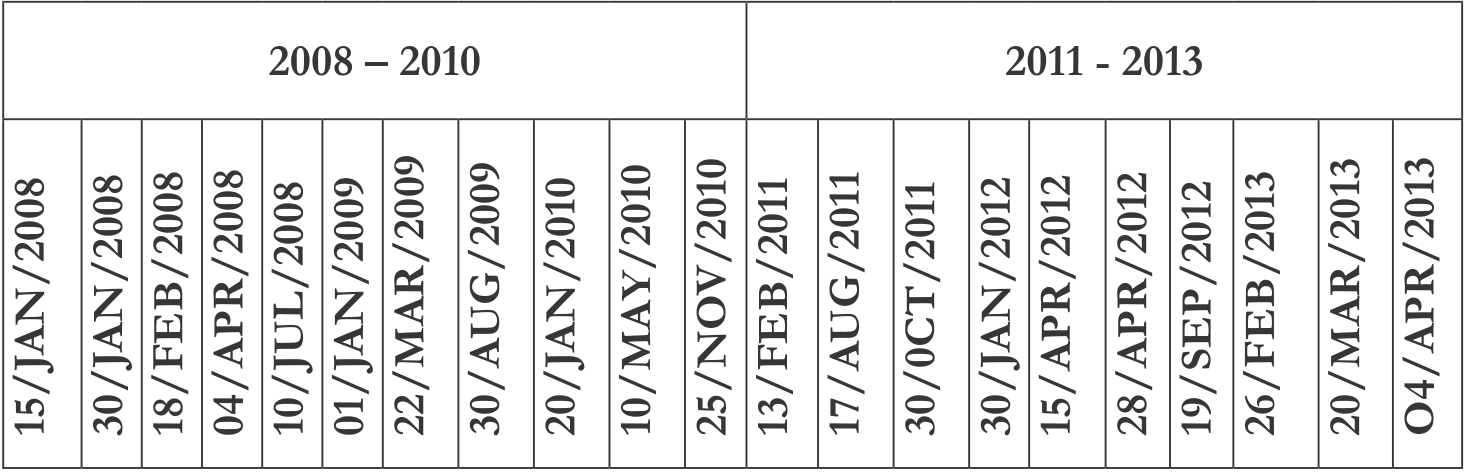 2008 – 2010
2011 - 2013
15/JAN/2008
30/JAN/2008
18/FEB/2008
04/APR/2008
10/JUL/2008
01/JAN/2009
22/MAR/2009
30/AUG/2009
20/JAN/2010
10/MAY/2010
25/NOV/2010
13/FEB/2011
17/AUG/2011
30/0CT/2011
30/JAN/2012
15/APR/2012
28/APR/2012
19/SEP/2012
26/FEB/2013
20/MAR/2013
O4/APR/2013